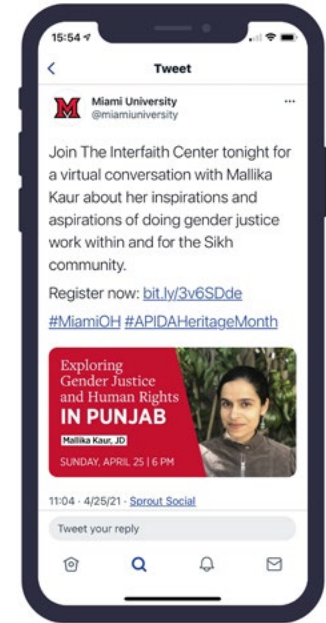 15:54
Tweet
M
Miami University
@miamiuniversity
Join The Interfaith Center tonight for
a virtual conversation with Mallika
Kaur about her inspirations and
aspirations of doing gender justice
work within and for the Sikh
community.
Register now: bit.ly/3v6SDde
#MiamiOH #APIDAHeritageMonth
Exploring
Gender Justice
and Human Rights
IN PUNJAB
Mallika Kaur, JD
SUNDAY, APRIL 25 | 6 PM
11:04 · 4/25/21 · Sprout Social
Tweet your reply